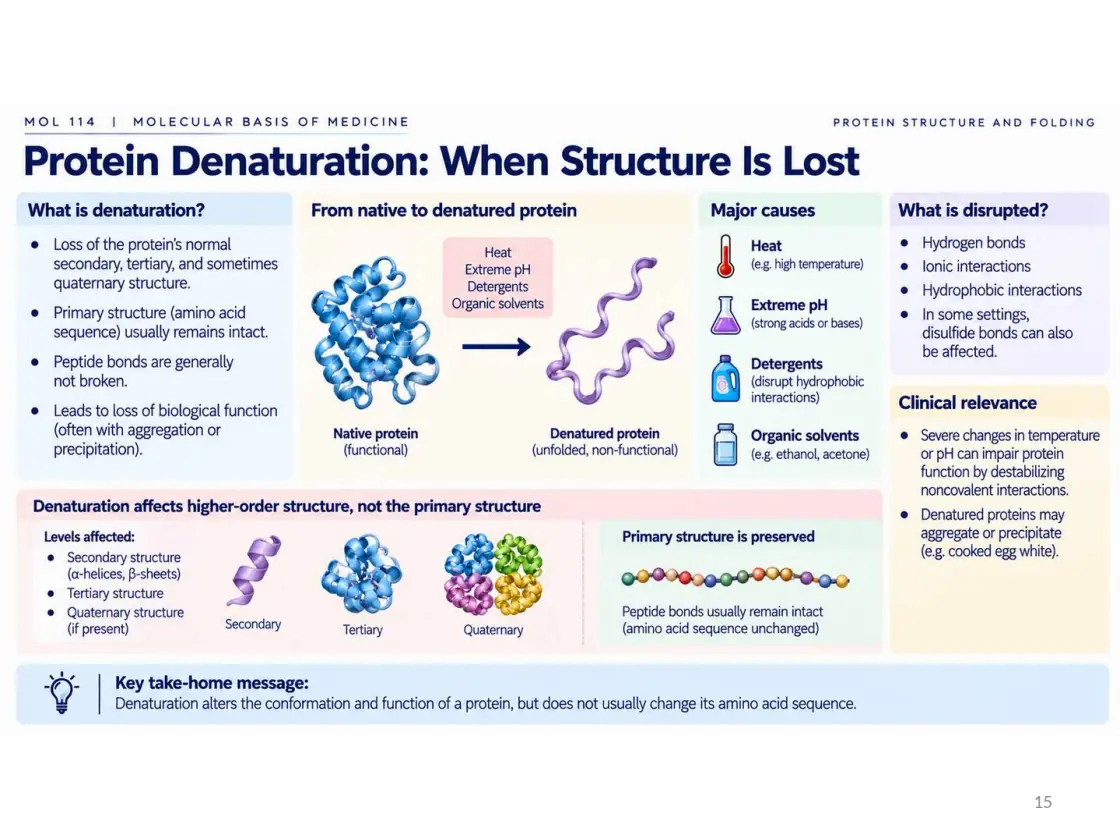 MOL 114 | MOLECULAR BASIS OF MEDICINE
PROTEIN STRUCTURE AND FOLDING
Protein Denaturation: When Structure Is Lost
What is denaturation?
● Loss of the protein's normal
secondary, tertiary, and sometimes
quaternary structure.
● Primary structure (amino acid
sequence) usually remains intact.
● Peptide bonds are generally
not broken.
● Leads to loss of biological function
(often with aggregation or
precipitation).
From native to denatured protein
Heat
Extreme pH
Detergents
Organic solvents
Native protein
(functional)
Denatured protein
(unfolded, non-functional)
Major causes
Heat
(e.g. high temperature)
Extreme pH
(strong acids or bases)
Detergents
(disrupt hydrophobic
interactions)
Organic solvents
(e.g. ethanol, acetone)
What is disrupted?
● Hydrogen bonds
● Ionic interactions
● Hydrophobic interactions
● In some settings,
disulfide bonds can also
be affected.
Clinical relevance
● Severe changes in temperature
or pH can impair protein
function by destabilizing
noncovalent interactions.
● Denatured proteins may
aggregate or precipitate
(e.g. cooked egg white).
Denaturation affects higher-order structure, not the primary structure
Levels affected:
● Secondary structure
(α-helices, β-sheets)
● Tertiary structure
● Quaternary structure
(if present)
Secondary
Tertiary
Quaternary
Primary structure is preserved
Peptide bonds usually remain intact
(amino acid sequence unchanged)
Key take-home message:
Denaturation alters the conformation and function of a protein, but does not usually change its amino acid sequence.
15